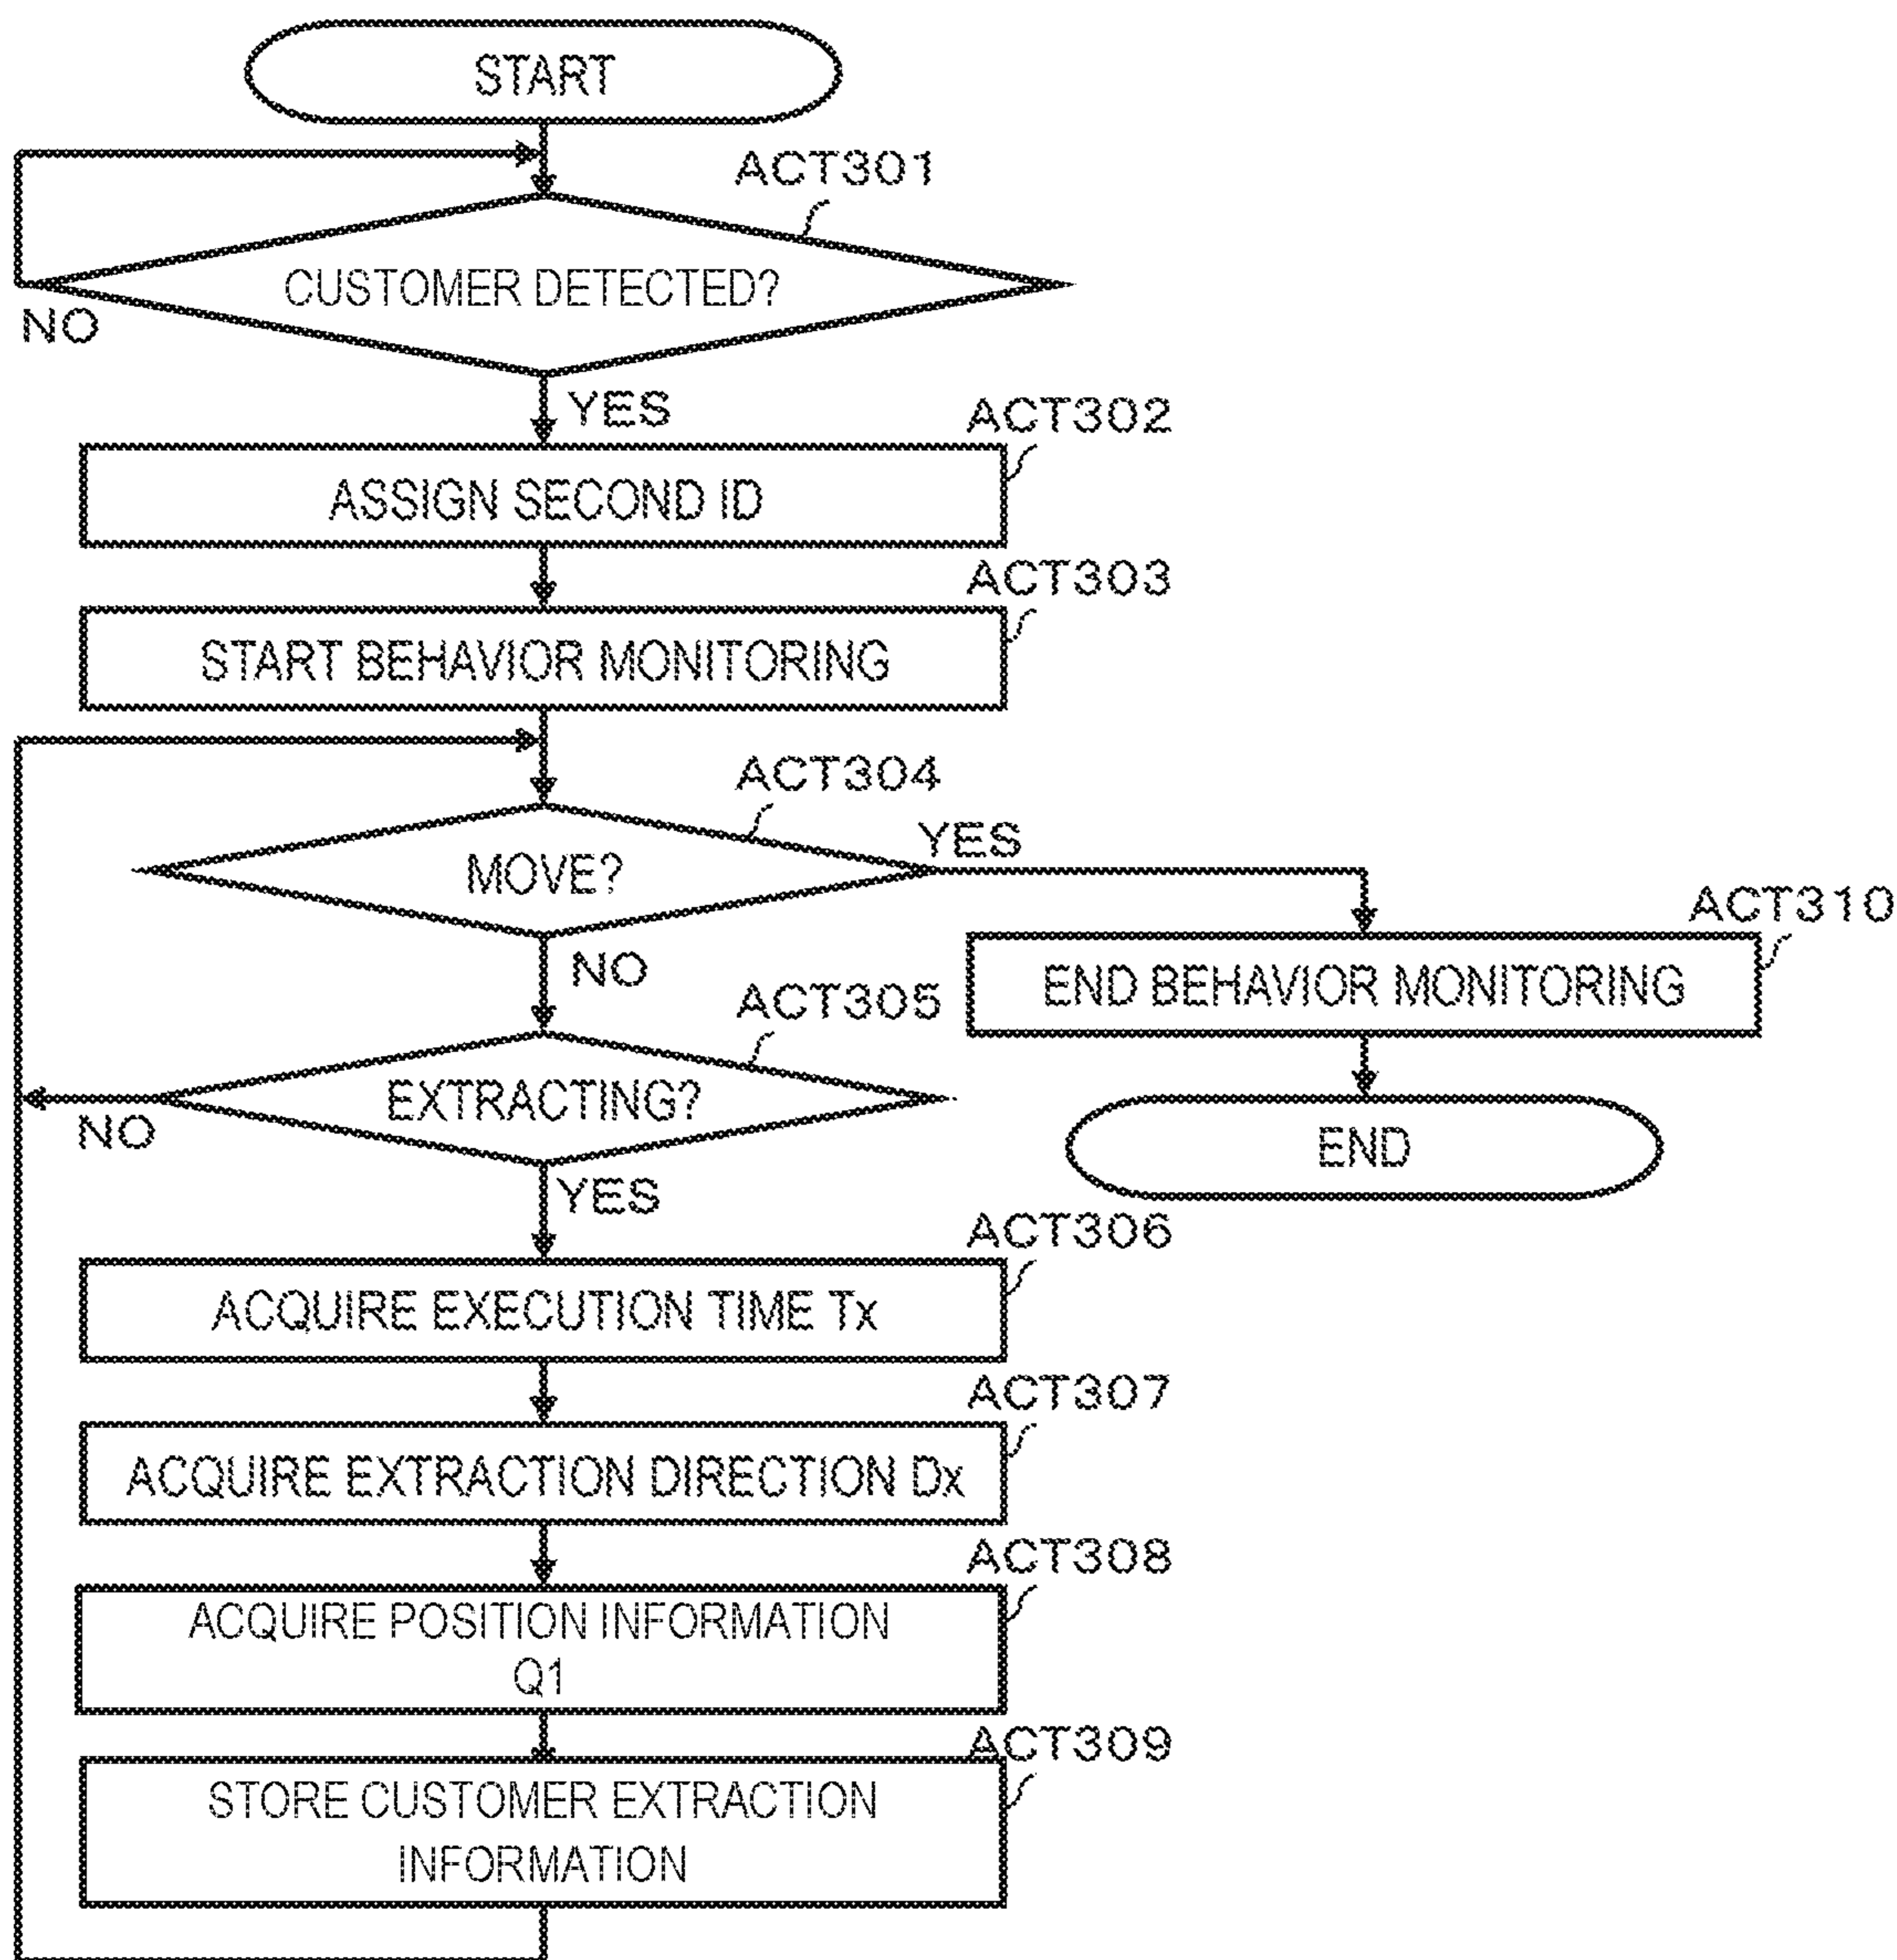 START
ACT301
CUSTOMER DETECTED?
NO
YES
ACT302
ASSIGN SECOND ID
ACT303
START BEHAVIOR MONITORING
ACT304
MOVE?
YES
NO
ACT310
END BEHAVIOR MONITORING
ACT305
EXTRACTING?
NO
END
YES
ACT306
ACQUIRE EXECUTION TIME Tx
ACT307
ACQUIRE EXTRACTION DIRECTION Dx
ACT308
ACQUIRE POSITION INFORMATION
Q1
ACT309
STORE CUSTOMER EXTRACTION
INFORMATION